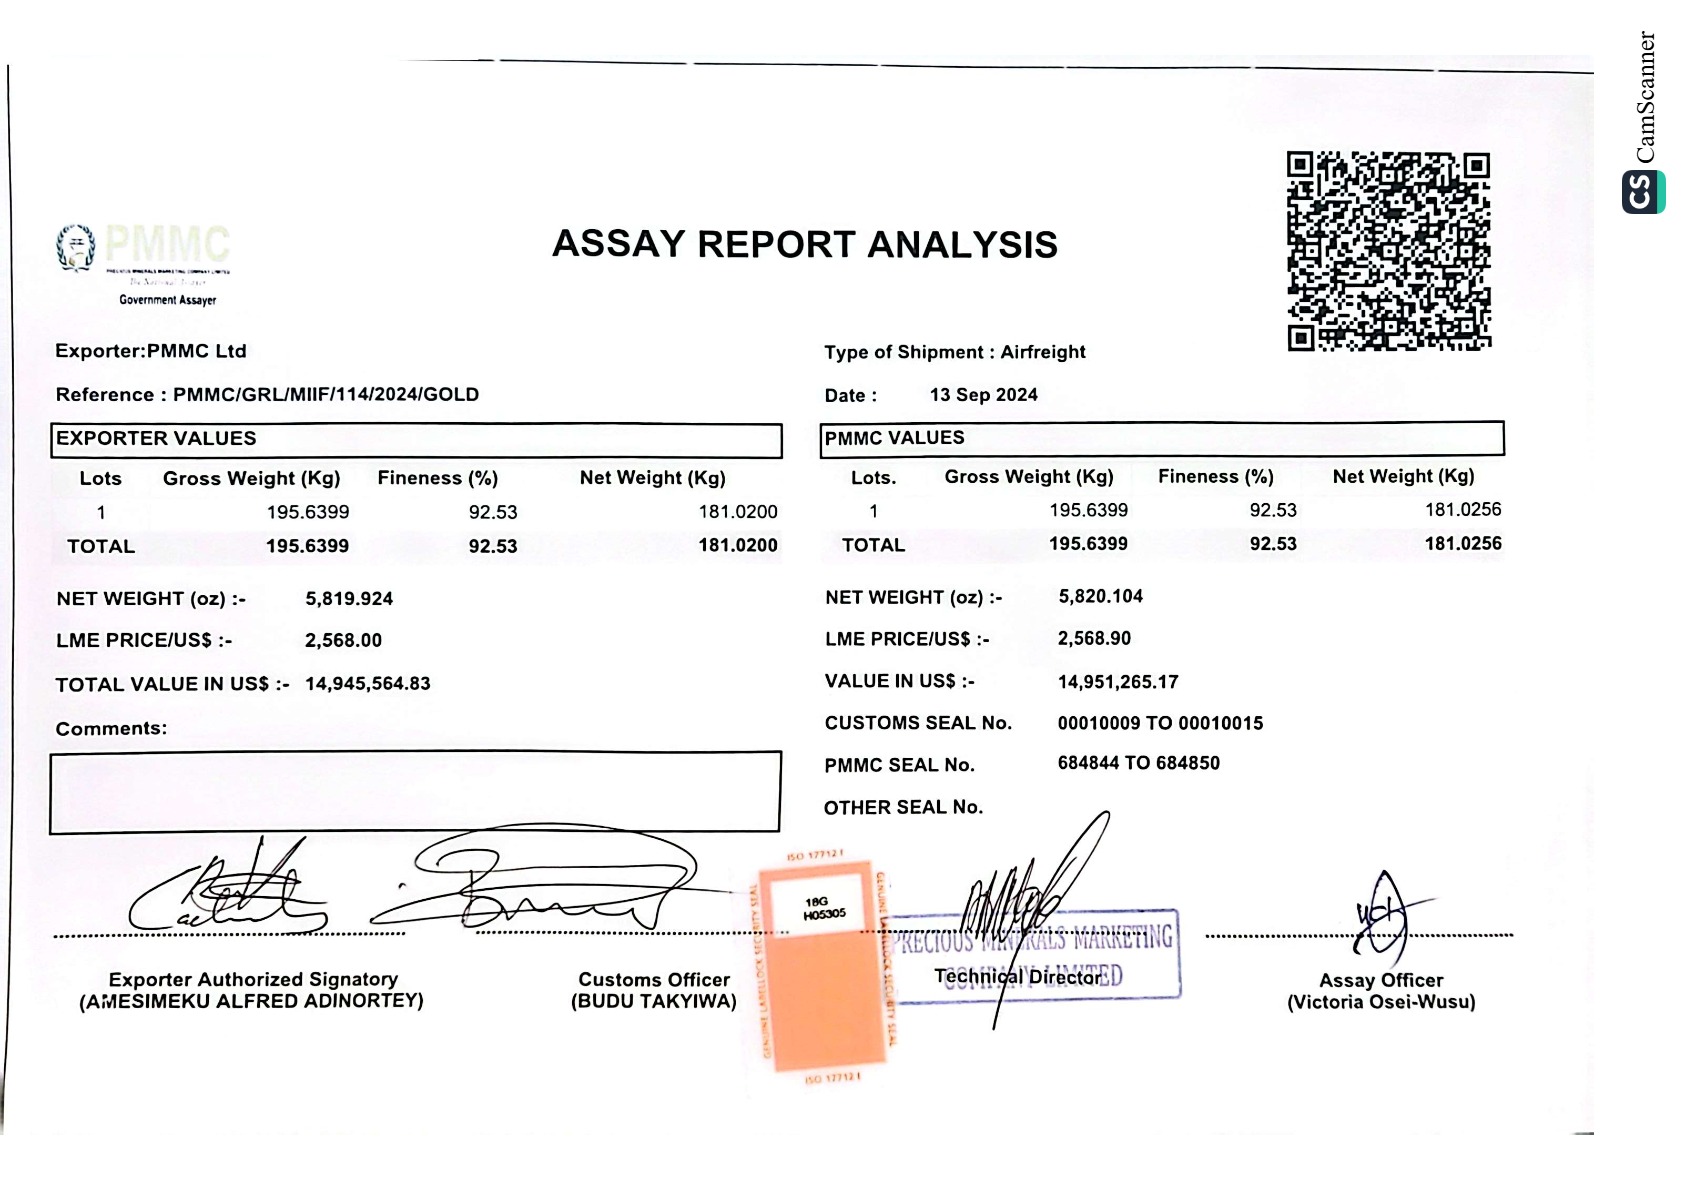 CS CamScanner
PMMC
PRECIOUS MINERALS MARKETING COMPANY LIMITED
Government Assayer
ASSAY REPORT ANALYSIS
Exporter:PMMC Ltd
Reference : PMMC/GRL/MIIF/114/2024/GOLD
Type of Shipment : Airfreight
Date : 13 Sep 2024
EXPORTER VALUES
Lots Gross Weight (Kg) Fineness (%) Net Weight (Kg)
1 195.6399 92.53 181.0200
TOTAL 195.6399 92.53 181.0200
NET WEIGHT (oz) :- 5,819.924
LME PRICE/US$ :- 2,568.00
TOTAL VALUE IN US$ :- 14,945,564.83
Comments:
PMMC VALUES
Lots. Gross Weight (Kg) Fineness (%) Net Weight (Kg)
1 195.6399 92.53 181.0256
TOTAL 195.6399 92.53 181.0256
NET WEIGHT (oz) :- 5,820.104
LME PRICE/US$ :- 2,568.90
VALUE IN US$ :- 14,951,265.17
CUSTOMS SEAL No. 00010009 TO 00010015
PMMC SEAL No. 684844 TO 684850
OTHER SEAL No.
Exporter Authorized Signatory
(AMESIMEKU ALFRED ADINORTEY)
Customs Officer
(BUDU TAKYIWA)
ISO 17712
GENUINE LABELLOCK SECURITY SEAL
18G
H05305
GENUINE LABELLOCK SECURITY SEAL
ISO 17712
PRECIOUS MINERALS MARKETING
COMPANY LIMITED
Technical Director
Assay Officer
(Victoria Osei-Wusu)